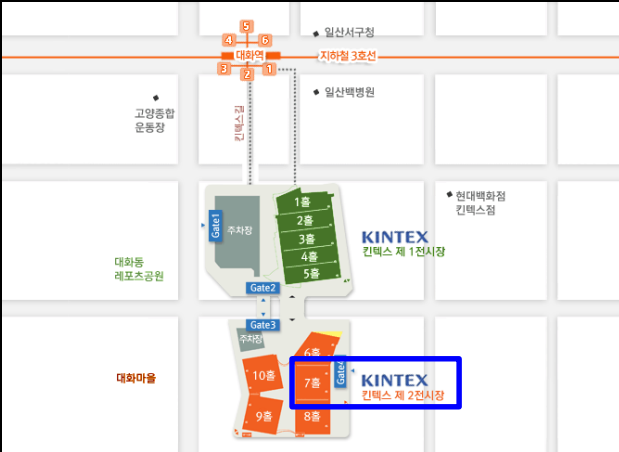 5
4
6
일산서구청
대화역
지하철 3호선
3
2
1
일산백병원
고양종합
운동장
킨텍스길
현대백화점
킨텍스점
Gate1
주차장
1홀
2홀
3홀
4홀
5홀
KINTEX
킨텍스 제 1전시장
대화동
레포츠공원
Gate2
Gate3
주차장
6홀
10홀
7홀
KINTEX
킨텍스 제 2전시장
대화마을
9홀
8홀